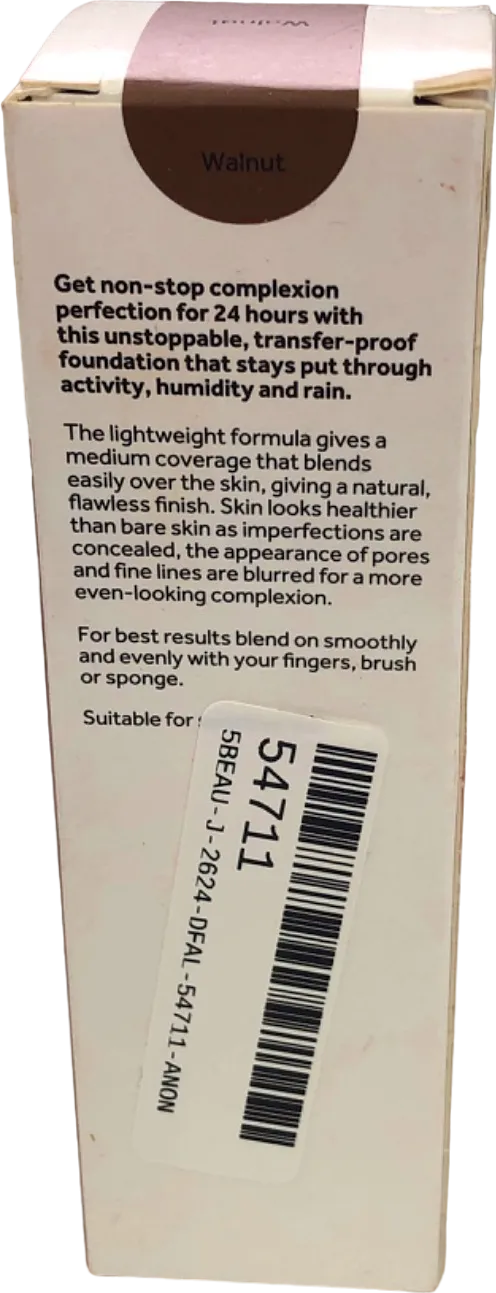 Walnut
Walnut
Get non-stop complexion
perfection for 24 hours with
this unstoppable, transfer-proof
foundation that stays put through
activity, humidity and rain.
The lightweight formula gives a
medium coverage that blends
easily over the skin, giving a natural,
flawless finish. Skin looks healthier
than bare skin as imperfections are
concealed, the appearance of pores
and fine lines are blurred for a more
even-looking complexion.
For best results blend on smoothly
and evenly with your fingers, brush
or sponge.
Suitable for
54711
5BEAU-J-2624-DFAL-54711-ANON